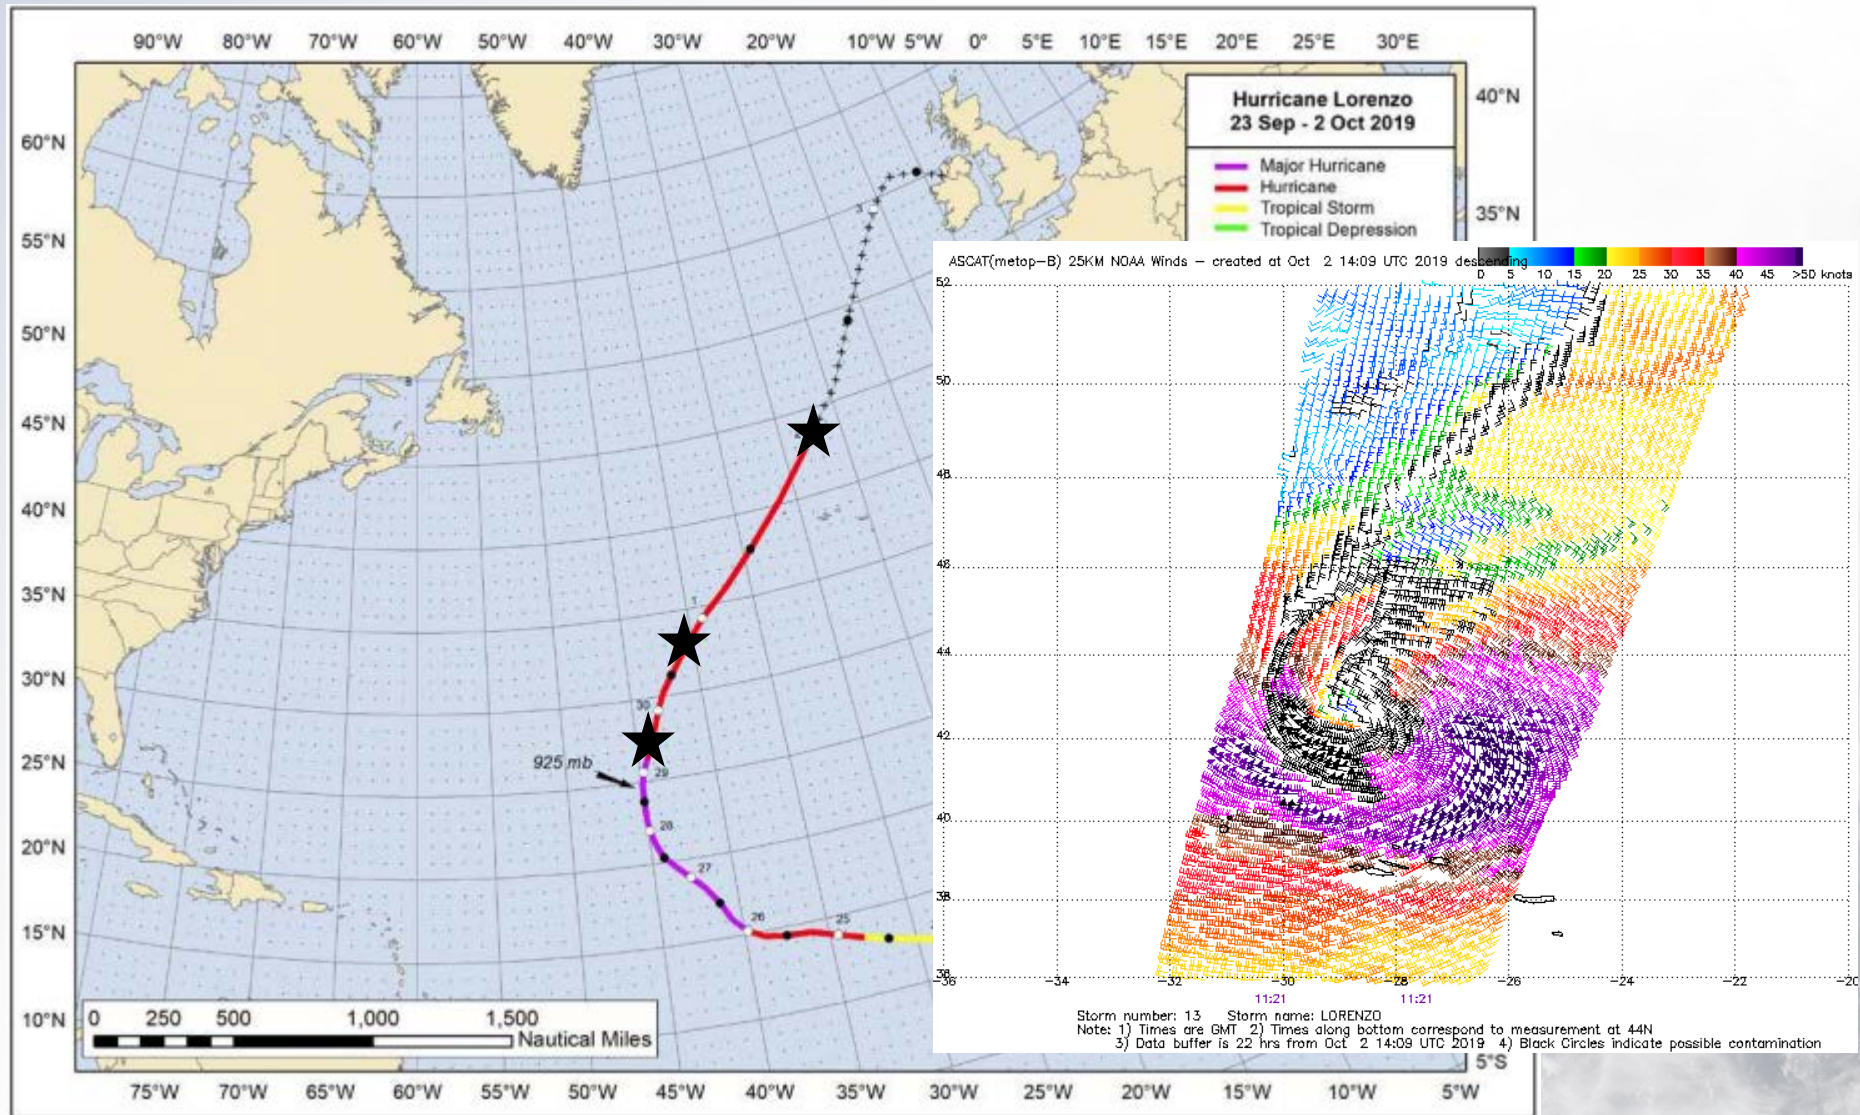 90°W 80°W 70°W 60°W 50°W 40°W 30°W 20°W 10°W 5°W 0° 5°E 10°E 15°E 20°E 25°E 30°E
40°N
35°N
60°N
55°N
50°N
45°N
40°N
35°N
30°N
25°N
20°N
15°N
10°N
Hurricane Lorenzo
23 Sep - 2 Oct 2019
Major Hurricane
Hurricane
Tropical Storm
Tropical Depression
3
1
30
925 mb
29
28
27
26
25
0 250 500 1,000 1,500
Nautical Miles
5°S
75°W 70°W 65°W 60°W 55°W 50°W 45°W 40°W 35°W 30°W 25°W 20°W 15°W 10°W 5°W
ASCAT(metop-B) 25KM NOAA Winds - created at Oct 2 14:09 UTC 2019 descending
0 5 10 15 20 25 30 35 40 45 >50 knots
52
50
48
46
44
42
40
38
36
-36 -34 -32 -30 -28 -26 -24 -22 -20
11:21 11:21
Storm number: 13 Storm name: LORENZO
Note: 1) Times are GMT 2) Times along bottom correspond to measurement at 44N
3) Data buffer is 22 hrs from Oct 2 14:09 UTC 2019 4) Black Circles indicate possible contamination